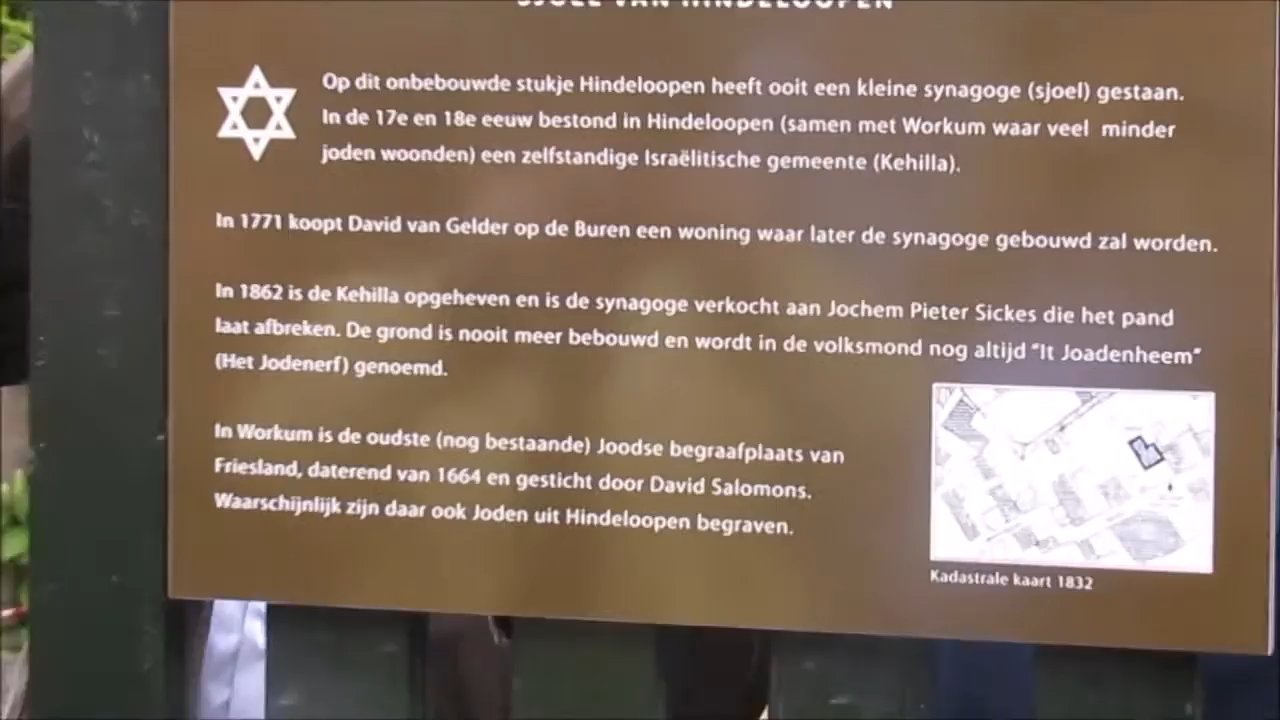 SJOEL VAN HINDELOOPEN
Op dit onbebouwde stukje Hindeloopen heeft ooit een kleine synagoge (sjoel) gestaan.
In de 17e en 18e eeuw bestond in Hindeloopen (samen met Workum waar veel minder
joden woonden) een zelfstandige Israëlitische gemeente (Kehilla).
In 1771 koopt David van Gelder op de Buren een woning waar later de synagoge gebouwd zal worden.
In 1862 is de Kehilla opgeheven en is de synagoge verkocht aan Jochem Pieter Sickes die het pand
laat afbreken. De grond is nooit meer bebouwd en wordt in de volksmond nog altijd "It Joadenheem"
(Het Jodenerf) genoemd.
In Workum is de oudste (nog bestaande) Joodse begraafplaats van
Friesland, daterend van 1664 en gesticht door David Salomons.
Waarschijnlijk zijn daar ook Joden uit Hindeloopen begraven.
Kadastrale kaart 1832